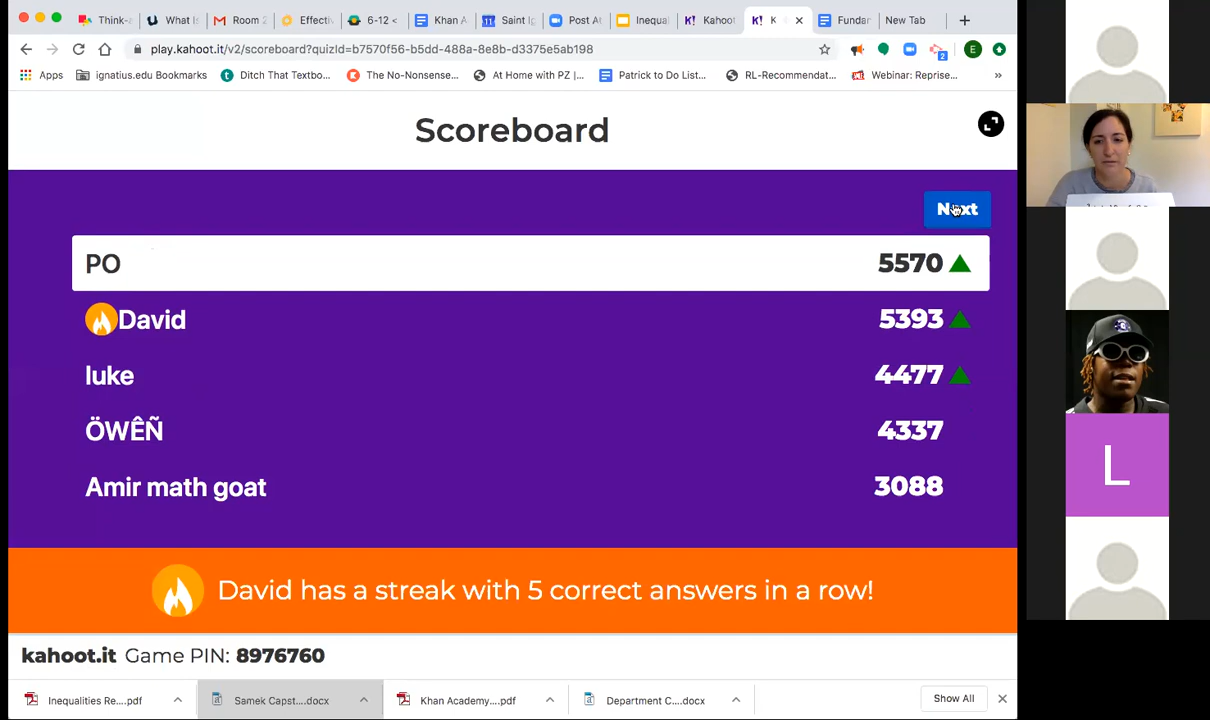 Think-a
What i
Room 2
Effectiv
6-12 <
Khan A
Saint Ig
Post At
Inequal
Kahoot
K
Fundar
New Tab
play.kahoot.it/v2/scoreboard?quizId=b7570f56-b5dd-488a-8e8b-d3375e5ab198
E
2
Apps
ignatius.edu Bookmarks
Ditch That Textbo...
The No-Nonsense...
At Home with PZ |...
Patrick to Do List...
RL-Recommendat...
Webinar: Reprise...
»
Scoreboard
Next
PO 5570
David 5393
luke 4477
ÖWÊÑ 4337
Amir math goat 3088
David has a streak with 5 correct answers in a row!
kahoot.it Game PIN: 8976760
Inequalities Re....pdf
Samek Capst....docx
Khan Academy....pdf
Department C....docx
Show All
L